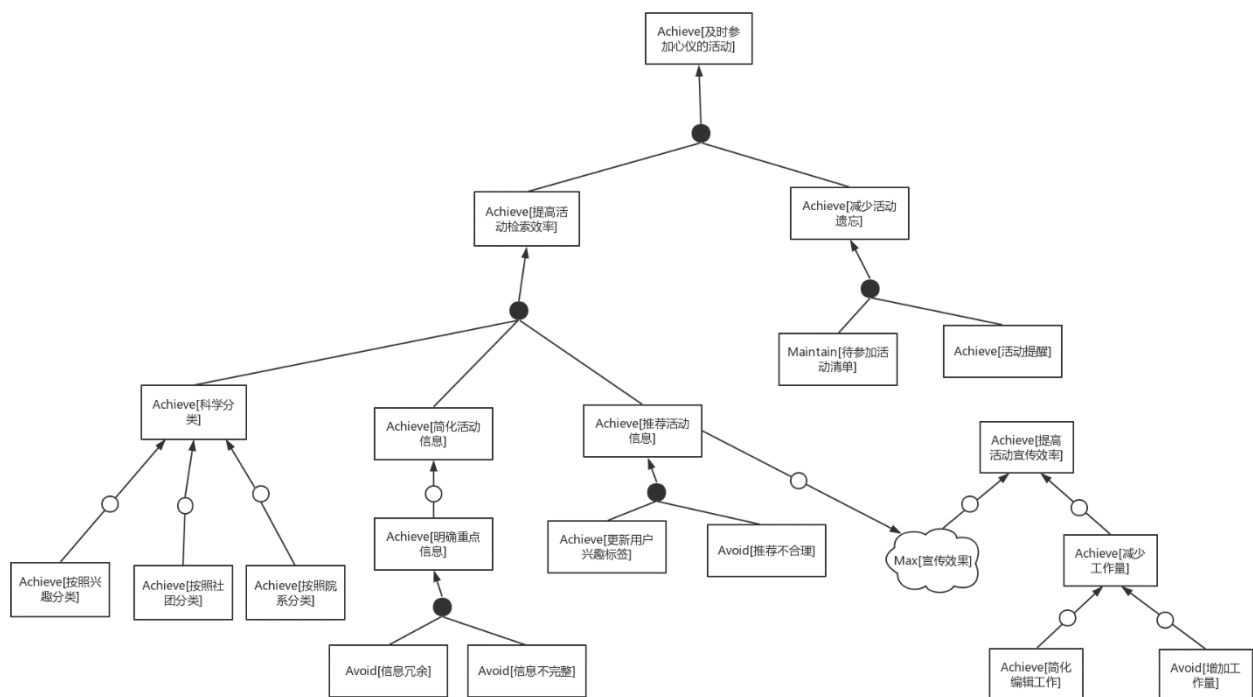 Achieve[及时参
加心仪的活动]
Achieve[提高活
动检索效率]
Achieve[减少活动
遗忘]
Maintain[待参加活
动清单]
Achieve[活动提醒]
Achieve[科学分
类]
Achieve[简化活动
信息]
Achieve[推荐活动
信息]
Achieve[提高
活动宣传效率]
Achieve[明确重点
信息]
Achieve[更新用户
兴趣标签]
Avoid[推荐不合理]
Max[宣传效果]
Achieve[减少
工作量]
Achieve[按照兴
趣分类]
Achieve[按照社
团分类]
Achieve[按照院
系分类]
Avoid[信息冗余]
Avoid[信息不完整]
Achieve[简化
编辑工作]
Avoid[增加工
作量]